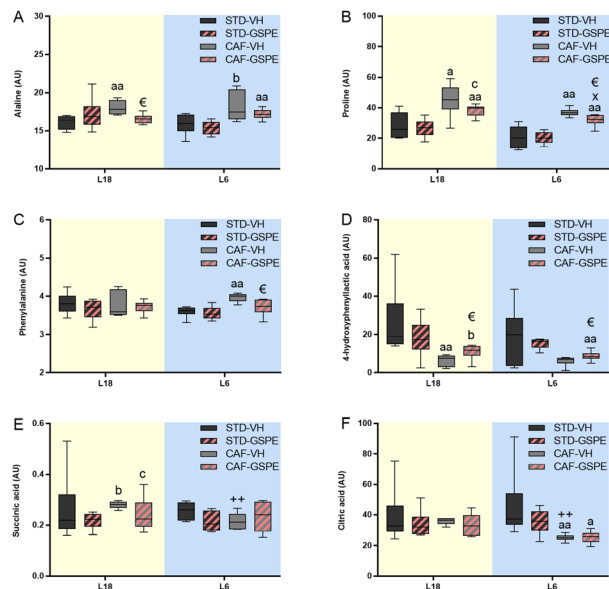 A
Alaline (AU)
25
20
15
10
STD-VH
STD-GSPE
CAF-VH
CAF-GSPE
aa
€
b
aa
L18
L6
B
Proline (AU)
100
80
60
40
20
0
STD-VH
STD-GSPE
CAF-VH
CAF-GSPE
a
c
aa
aa
€
x
aa
L18
L6
C
Phenylalanine (AU)
6
5
4
3
2
STD-VH
STD-GSPE
CAF-VH
CAF-GSPE
aa
€
L18
L6
D
4-hydroxyphenyllactic acid (AU)
80
60
40
20
0
STD-VH
STD-GSPE
CAF-VH
CAF-GSPE
aa
€
b
€
aa
L18
L6
E
Succinic acid (AU)
0.6
0.4
0.2
0.0
STD-VH
STD-GSPE
CAF-VH
CAF-GSPE
b
c
++
L18
L6
F
Citric acid (AU)
100
80
60
40
20
0
STD-VH
STD-GSPE
CAF-VH
CAF-GSPE
++
aa
a
L18
L6